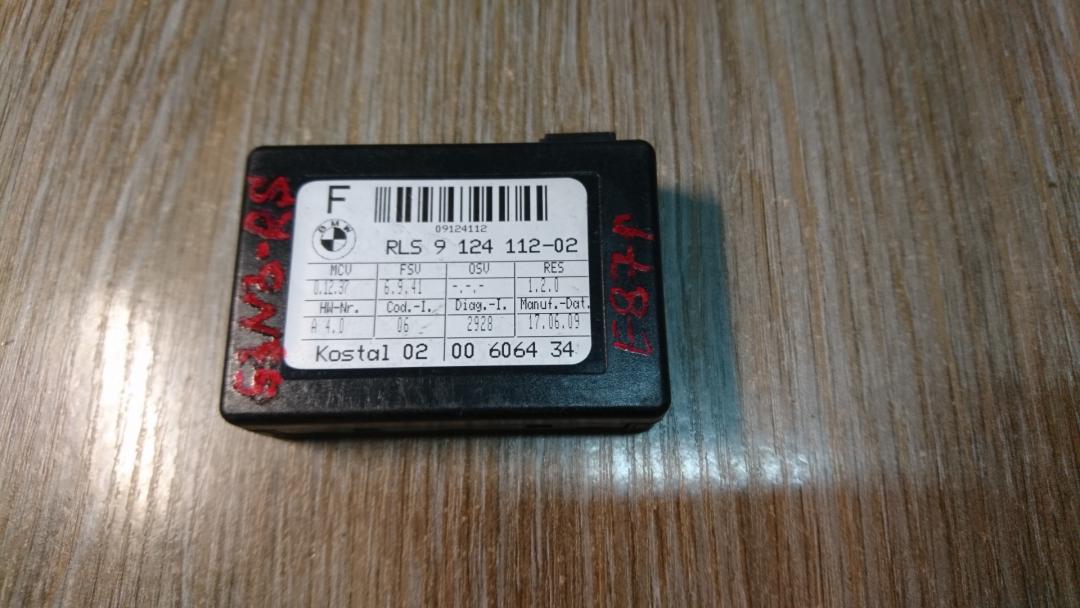 F
BMW
09124112
RLS 9 124 112-02
MCV FSV OSV RES
0.12.37 6.9.41 -.-.- 1.2.0
HW-Nr. Cod.-I. Diag.-I. Manuf.-Dat.
A 4.0 06 2928 17.06.09
Kostal 02 00 6064 34
E87